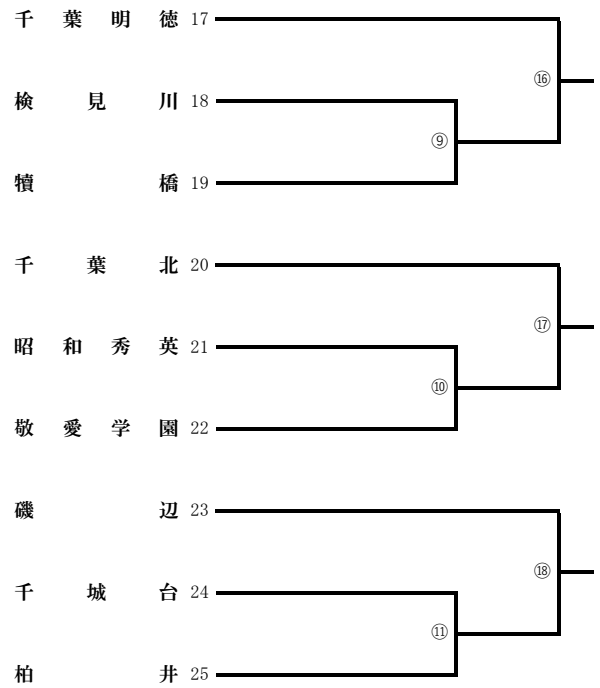 千葉明徳 17
⑯
検見川 18
⑨
犢橋 19
千葉北 20
⑰
昭和秀英 21
⑩
敬愛学園 22
磯辺 23
⑱
千城台 24
⑪
柏井 25